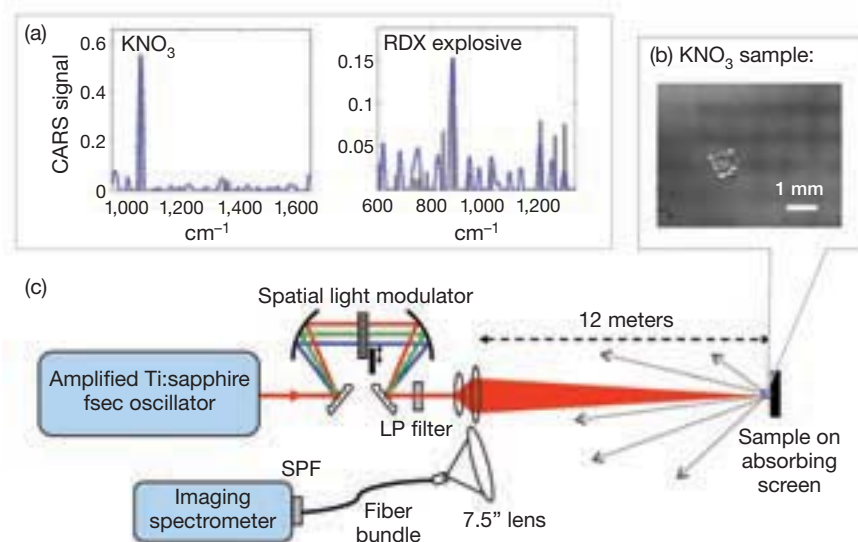 (a)
KNO₃
RDX explosive
CARS signal
0.6
0.4
0.2
0
1,000 1,200 1,400 1,600
cm⁻¹
0.15
0.1
0.05
600 800 1,000 1,200
cm⁻¹
(b) KNO₃ sample:
1 mm
(c)
Spatial light modulator
12 meters
Amplified Ti:sapphire
fsec oscillator
LP filter
Sample on
absorbing
screen
SPF
Imaging
spectrometer
Fiber
bundle
7.5" lens